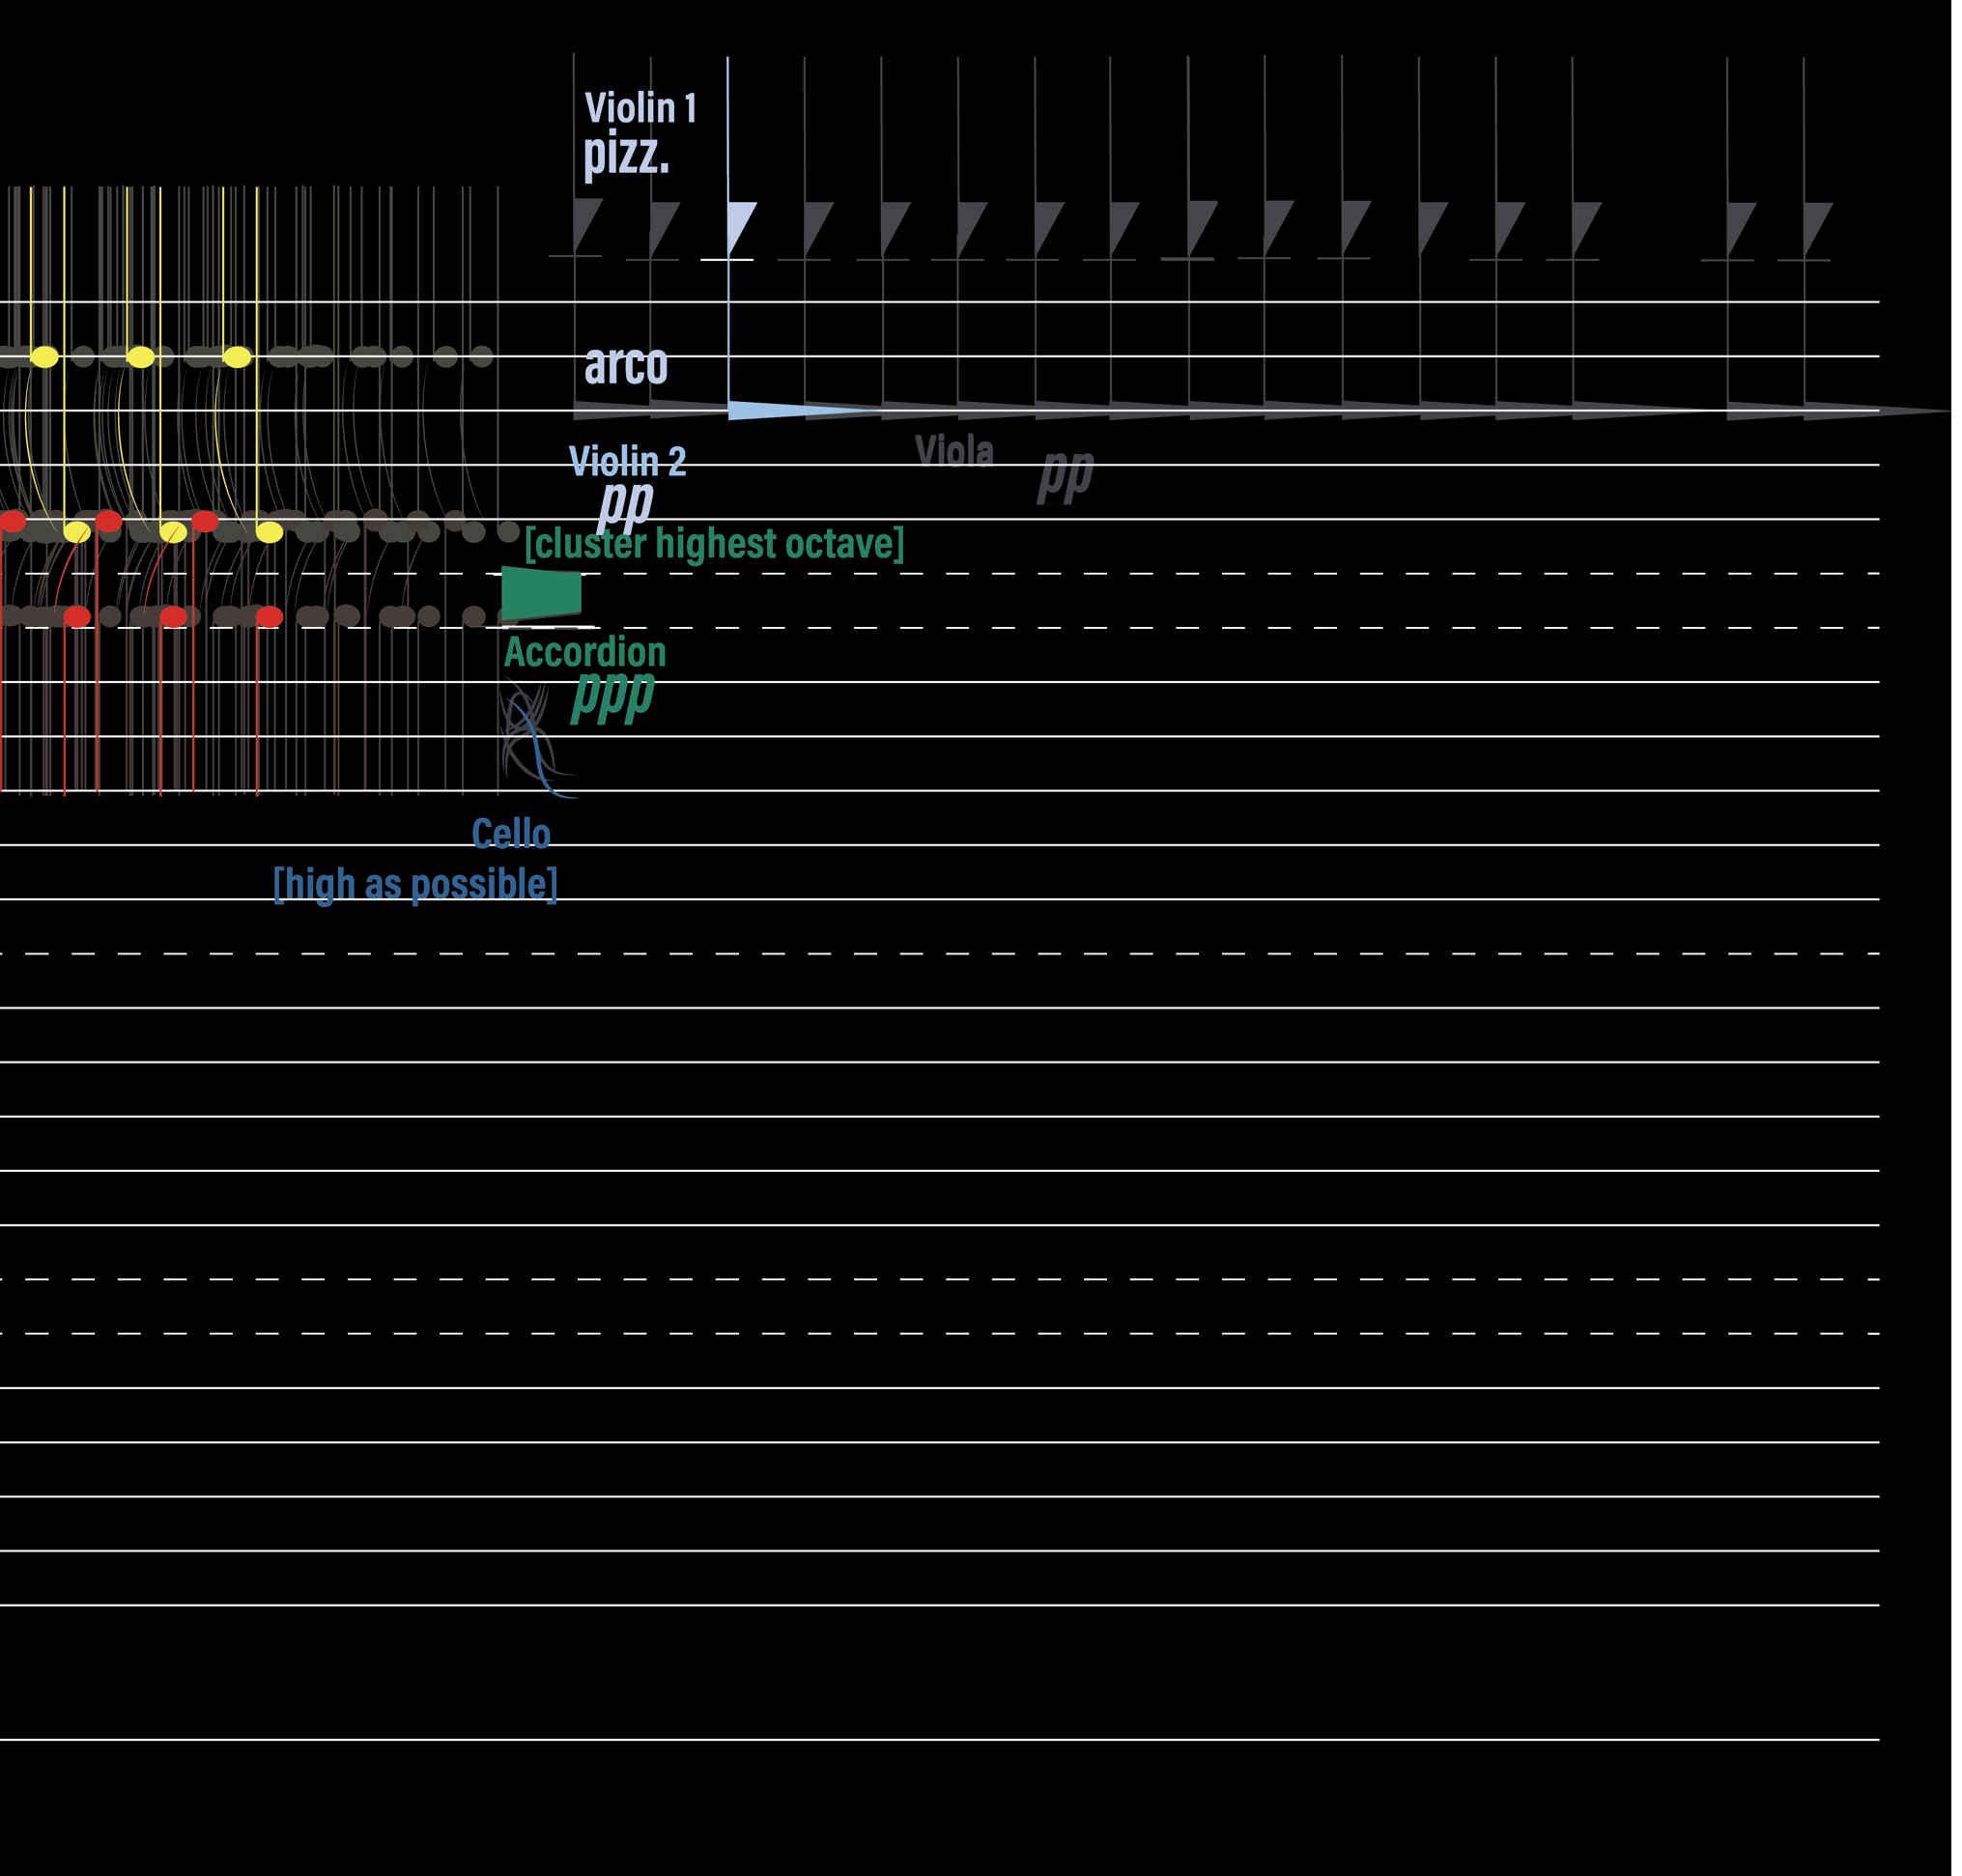 Violin 1
pizz.
arco
Violin 2
pp
Viola
pp
[cluster highest octave]
Accordion
ppp
Cello
[high as possible]